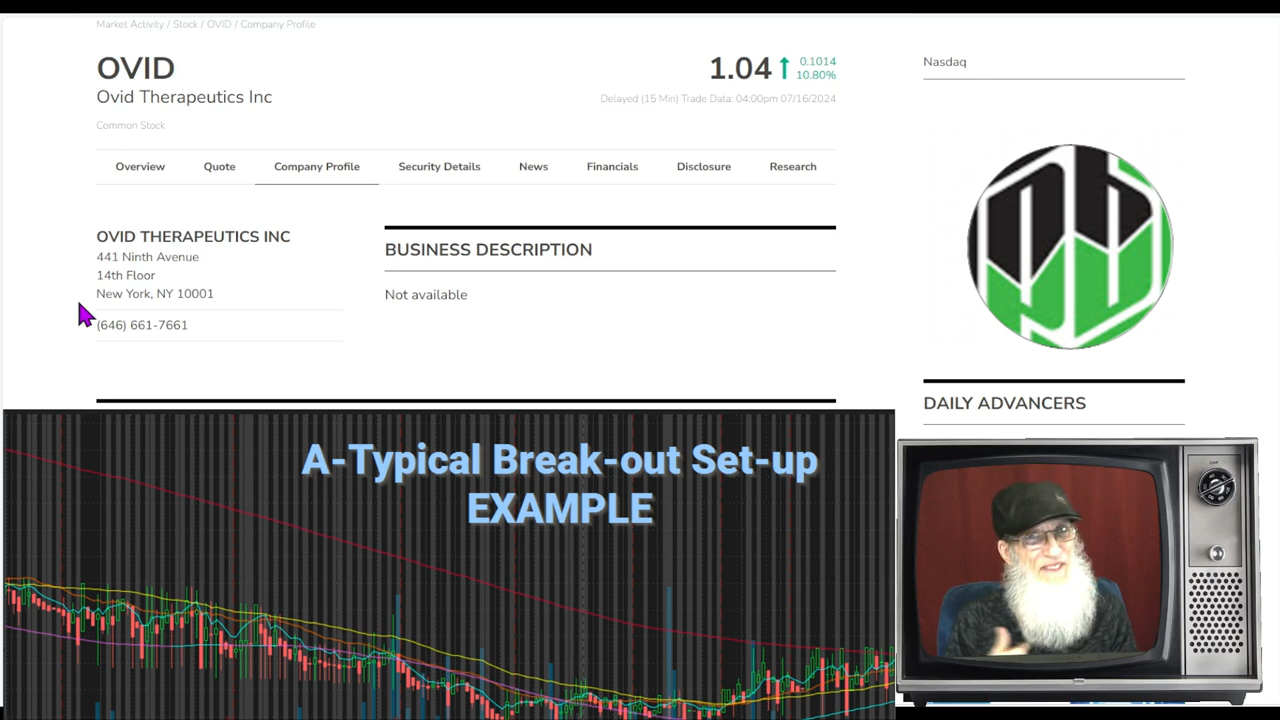 Market Activity / Stock / OVID / Company Profile
OVID
Ovid Therapeutics Inc
Common Stock
1.04
0.1014
10.80%
Delayed (15 Min) Trade Data: 04:00pm 07/16/2024
Overview Quote Company Profile Security Details News Financials Disclosure Research
OVID THERAPEUTICS INC
441 Ninth Avenue
14th Floor
New York, NY 10001
(646) 661-7661
BUSINESS DESCRIPTION
Not available
Nasdaq
DAILY ADVANCERS
A-Typical Break-out Set-up
EXAMPLE